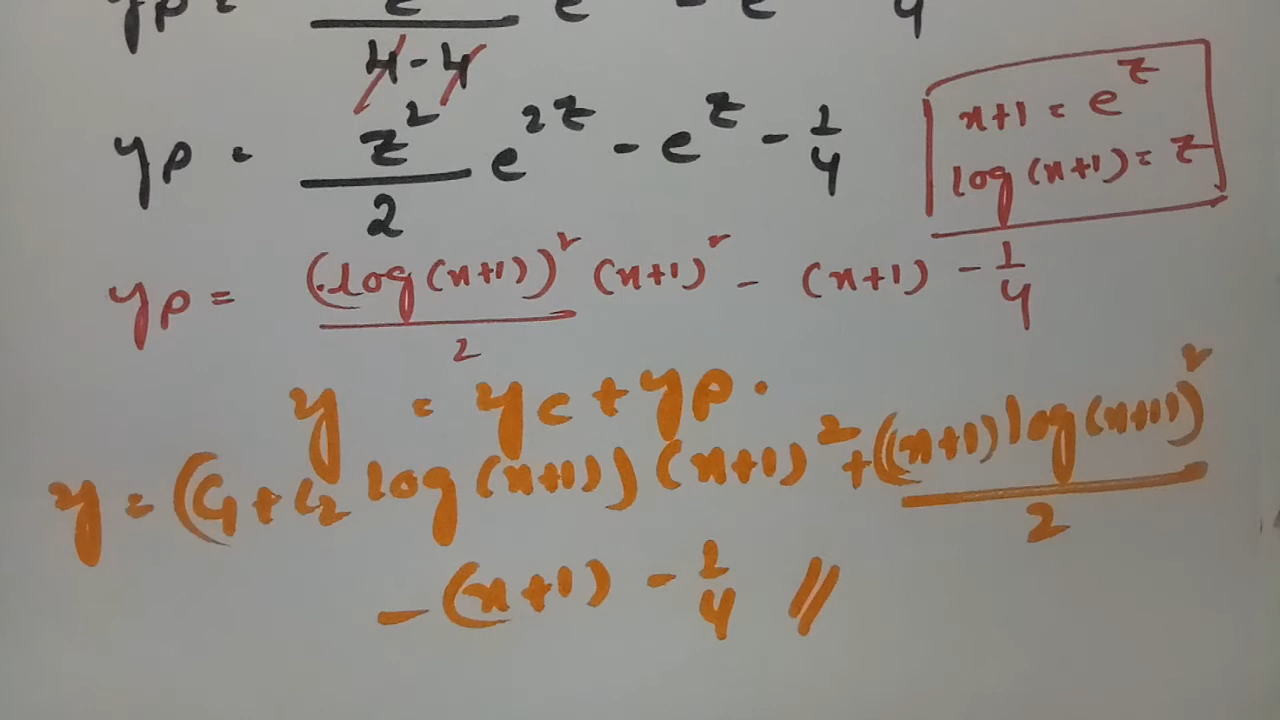 yp =
4 - 4
yp = z² / 2 e^2z - e^z - 1/4
x+1 = e^z
log (x+1) = z
yp = (log (x+1))² / 2 (x+1)² - (x+1) - 1/4
y = yc + yp.
y = (C1 + C2 log (x+1)) (x+1)² + ((x+1) log (x+1))² / 2
- (x+1) - 1/4 //